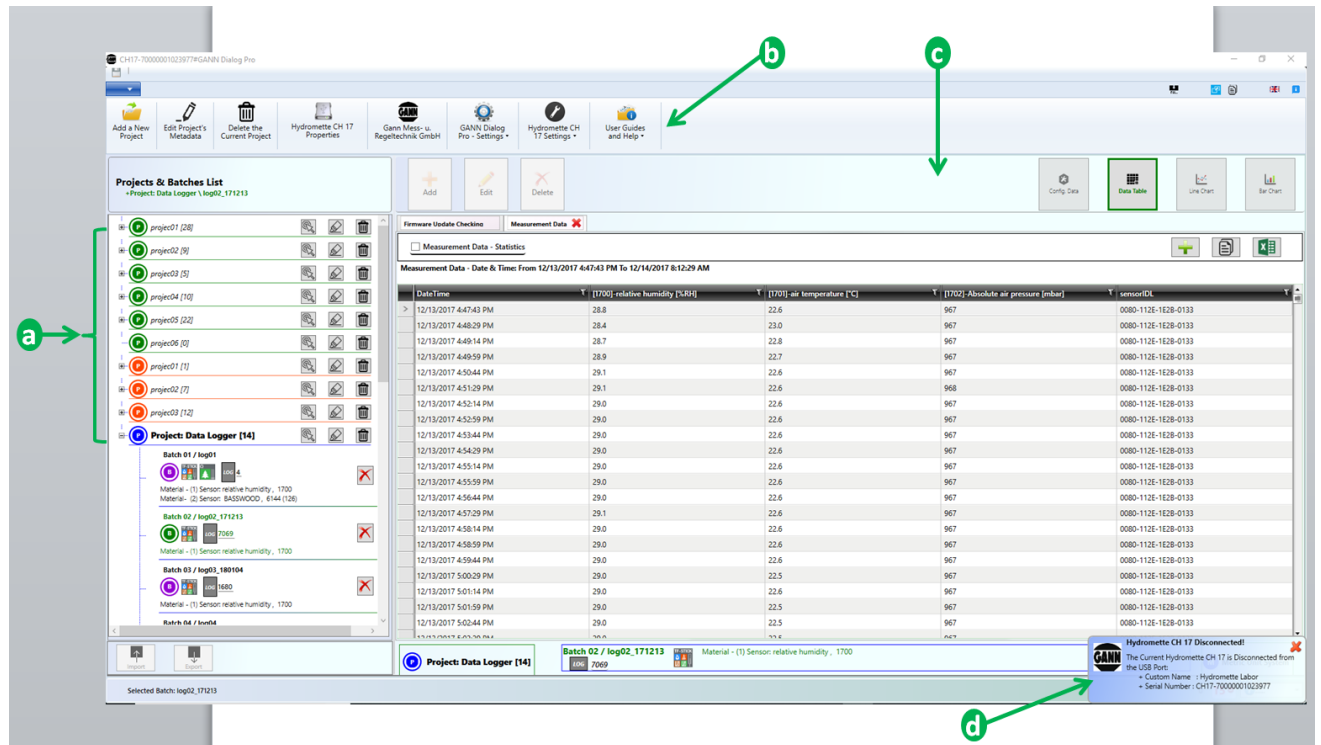 b
c
CH17-70000001023977#GANN Dialog Pro
Add a New Project
Edit Project's Metadata
Delete the Current Project
Hydromette CH 17 Properties
GANN
Gann Mess- u. Regeltechnik GmbH
GANN Dialog Pro - Settings
Hydromette CH 17 Settings
User Guides and Help
Projects & Batches List
+Project: Data Logger \ log02_171213
Add
Edit
Delete
Config. Data
Data Table
Line Chart
Bar Chart
a
P projec01 [28]
P projec02 [9]
P projec03 [5]
P projec04 [10]
P projec05 [22]
P projec06 [0]
P projec01 [1]
P projec02 [7]
P projec03 [12]
P Project: Data Logger [14]
Batch 01 / log01
B LOG 4
Material - (1) Sensor: relative humidity , 1700
Material- (2) Sensor: BASSWOOD , 6144 (126)
Batch 02 / log02_171213
B LOG 7069
Material - (1) Sensor: relative humidity , 1700
Batch 03 / log03_180104
B LOG 1680
Material - (1) Sensor: relative humidity , 1700
Batch 04 / log04
Import
Export
Firmware Update Checking
Measurement Data
Measurement Data - Statistics
Measurement Data - Date & Time: From 12/13/2017 4:47:43 PM To 12/14/2017 8:12:29 AM
DateTime [1700]-relative humidity [%RH] [1701]-air temperature [°C] [1702]-Absolute air pressure [mbar] sensorIDL
12/13/2017 4:47:43 PM 28.8 22.6 967 0080-112E-1E2B-0133
12/13/2017 4:48:29 PM 28.4 23.0 967 0080-112E-1E2B-0133
12/13/2017 4:49:14 PM 28.7 22.8 967 0080-112E-1E2B-0133
12/13/2017 4:49:59 PM 28.9 22.7 967 0080-112E-1E2B-0133
12/13/2017 4:50:44 PM 29.1 22.6 967 0080-112E-1E2B-0133
12/13/2017 4:51:29 PM 29.1 22.6 968 0080-112E-1E2B-0133
12/13/2017 4:52:14 PM 29.0 22.6 967 0080-112E-1E2B-0133
12/13/2017 4:52:59 PM 29.0 22.6 967 0080-112E-1E2B-0133
12/13/2017 4:53:44 PM 29.0 22.6 967 0080-112E-1E2B-0133
12/13/2017 4:54:29 PM 29.0 22.6 967 0080-112E-1E2B-0133
12/13/2017 4:55:14 PM 29.0 22.6 967 0080-112E-1E2B-0133
12/13/2017 4:55:59 PM 29.0 22.6 967 0080-112E-1E2B-0133
12/13/2017 4:56:44 PM 29.0 22.6 967 0080-112E-1E2B-0133
12/13/2017 4:57:29 PM 29.1 22.6 967 0080-112E-1E2B-0133
12/13/2017 4:58:14 PM 29.0 22.6 967 0080-112E-1E2B-0133
12/13/2017 4:58:59 PM 29.0 22.6 967 0080-112E-1E2B-0133
12/13/2017 4:59:44 PM 29.0 22.6 967 0080-112E-1E2B-0133
12/13/2017 5:00:29 PM 29.0 22.5 967 0080-112E-1E2B-0133
12/13/2017 5:01:14 PM 29.0 22.6 967 0080-112E-1E2B-0133
12/13/2017 5:01:59 PM 29.0 22.5 967 0080-112E-1E2B-0133
12/13/2017 5:02:44 PM 29.0 22.5 967 0080-112E-1E2B-0133
P Project: Data Logger [14]
Batch 02 / log02_171213
LOG 7069
Material - (1) Sensor: relative humidity , 1700
GANN
Hydromette CH 17 Disconnected!
The Current Hydromette CH 17 is Disconnected from
the USB Port:
+ Custom Name : Hydromette Labor
+ Serial Number : CH17-70000001023977
Selected Batch: log02_171213
d